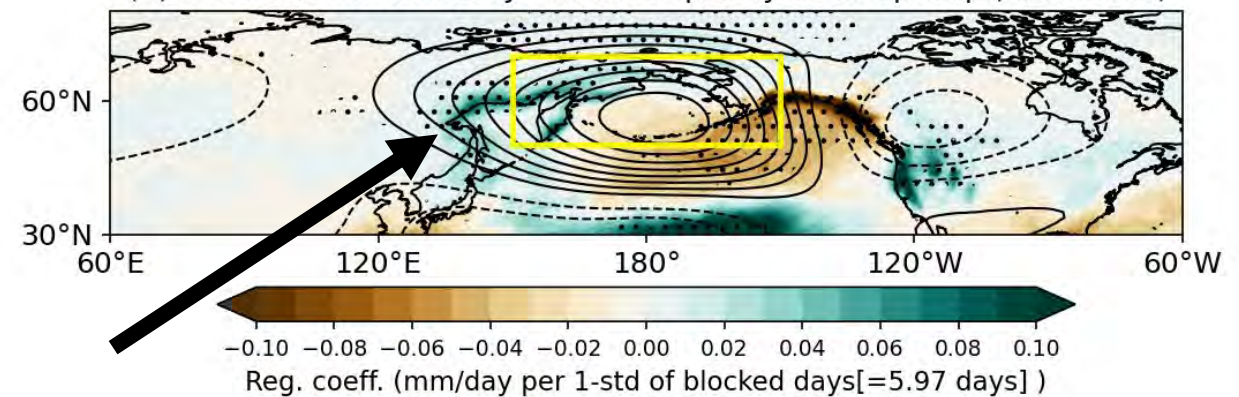 60°N
30°N
60°E 120°E 180° 120°W 60°W
−0.10 −0.08 −0.06 −0.04 −0.02 0.00 0.02 0.04 0.06 0.08 0.10
Reg. coeff. (mm/day per 1-std of blocked days[=5.97 days] )